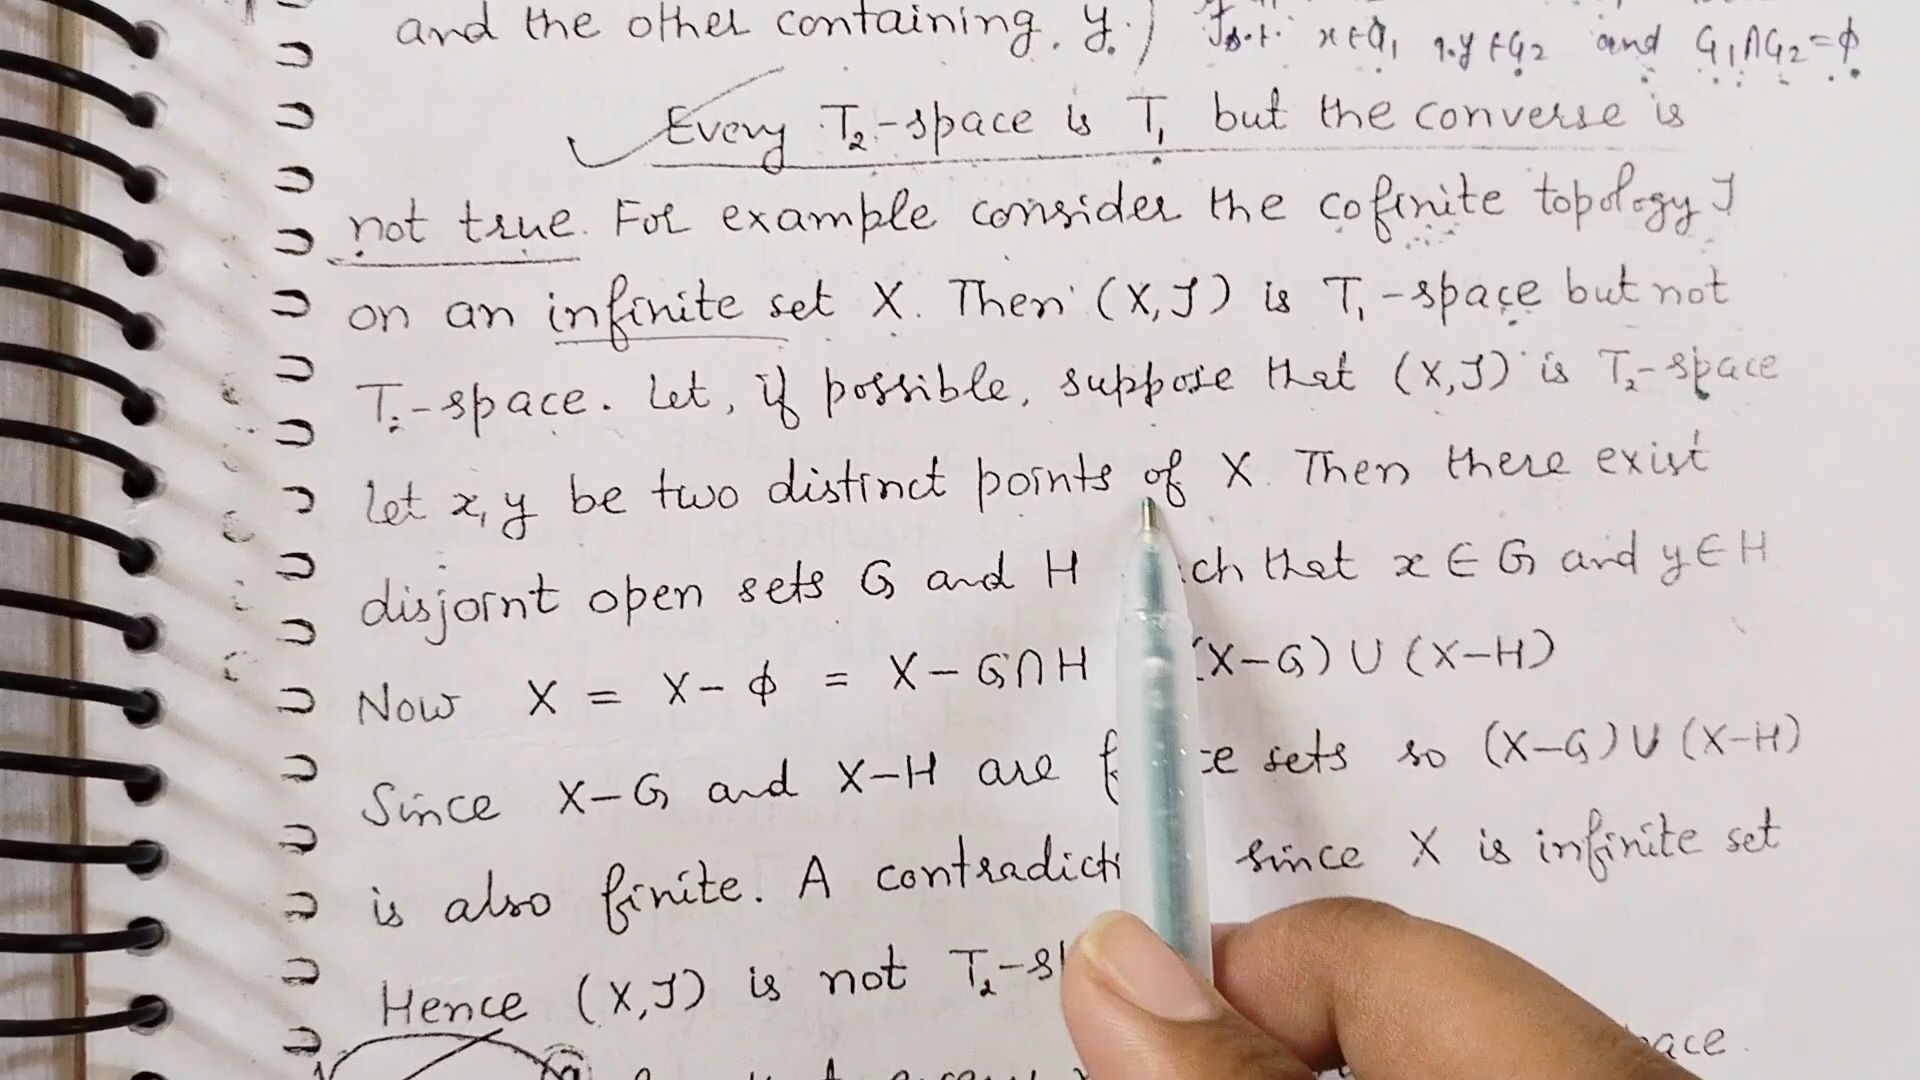 and the other containing. y.) s.t. x∈G₁ y∈G₂ and G₁∩G₂=ϕ
Every T₂-space is T₁ but the converse is
not true. For example consider the cofinite topology J
on an infinite set X. Then (X,J) is T₁-space but not
T₂-space. Let, if possible, suppose that (X,J) is T₂-space
Let x, y be two distinct points of X. Then there exist
disjoint open sets G and H ch that x ∈ G and y ∈ H
Now X = X-ϕ = X-G∩H (X-G) ∪ (X-H)
Since X-G and X-H are f te sets so (X-G) ∪ (X-H)
is also finite. A contradicti since X is infinite set
Hence (X,J) is not T₂-s
ace.